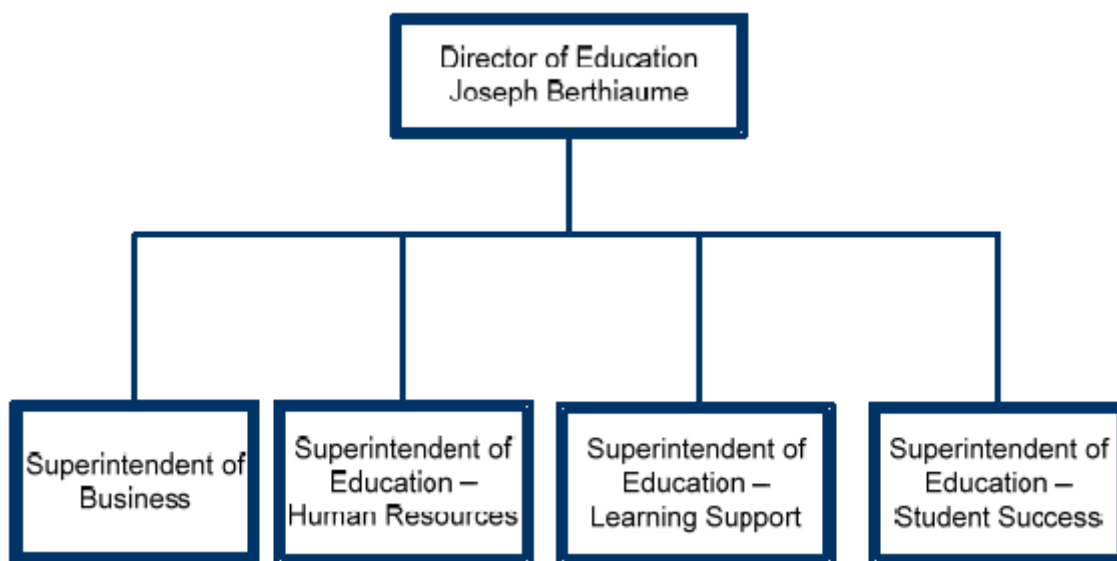 Director of Education
Joseph Berthiaume
Superintendent of
Business
Superintendent of
Education –
Human Resources
Superintendent of
Education –
Learning Support
Superintendent of
Education –
Student Success